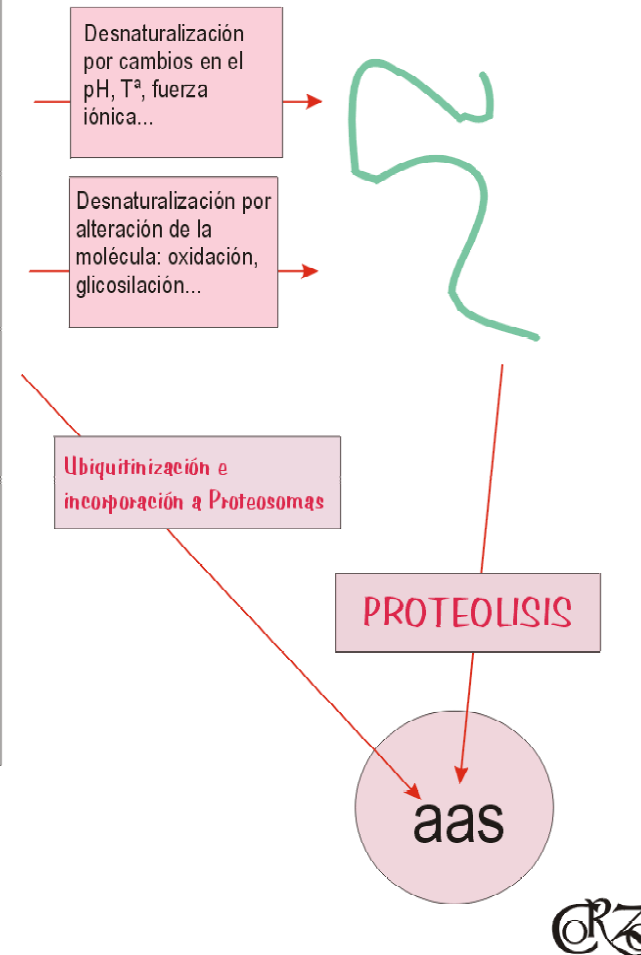 Desnaturalización
por cambios en el
pH, Tª, fuerza
iónica...
Desnaturalización por
alteración de la
molécula: oxidación,
glicosilación...
Ubiquitinización e
incorporación a Proteosomas
PROTEOLISIS
aas